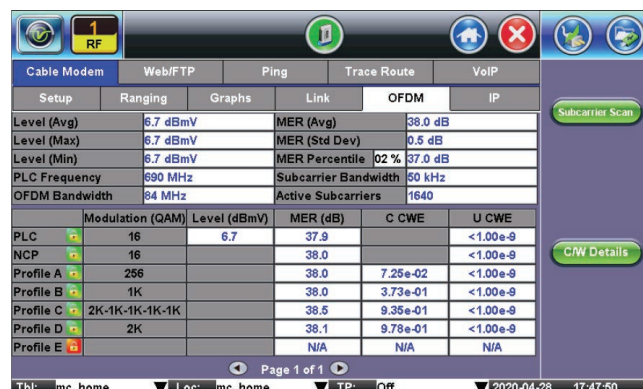 1
RF
Cable Modem Web/FTP Ping Trace Route VoIP
Setup Ranging Graphs Link OFDM IP
Subcarrier Scan
Level (Avg) 6.7 dBmV MER (Avg) 38.0 dB
Level (Max) 6.7 dBmV MER (Std Dev) 0.5 dB
Level (Min) 6.7 dBmV MER Percentile 02 % 37.0 dB
PLC Frequency 690 MHz Subcarrier Bandwidth 50 kHz
OFDM Bandwidth 84 MHz Active Subcarriers 1640
Modulation (QAM) Level (dBmV) MER (dB) C CWE U CWE
PLC 16 6.7 37.9 <1.00e-9
NCP 16 38.0 <1.00e-9
C/W Details
Profile A 256 38.0 7.25e-02 <1.00e-9
Profile B 1K 38.0 3.73e-01 <1.00e-9
Profile C 2K-1K-1K-1K-1K 38.5 9.35e-01 <1.00e-9
Profile D 2K 38.1 9.78e-01 <1.00e-9
Profile E N/A N/A N/A
Page 1 of 1
Tbl: mc_home Loc: mc_home TP: Off 2020-04-28 17:47:50